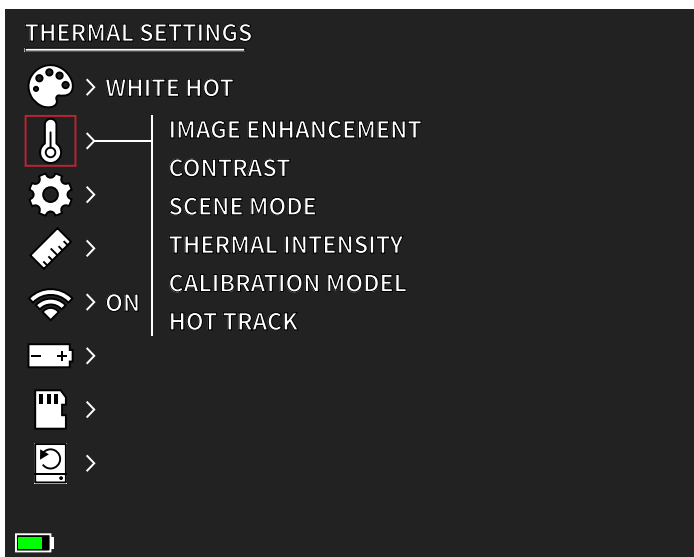 THERMAL SETTINGS
WHITE HOT
IMAGE ENHANCEMENT
CONTRAST
SCENE MODE
THERMAL INTENSITY
CALIBRATION MODEL
ON
HOT TRACK